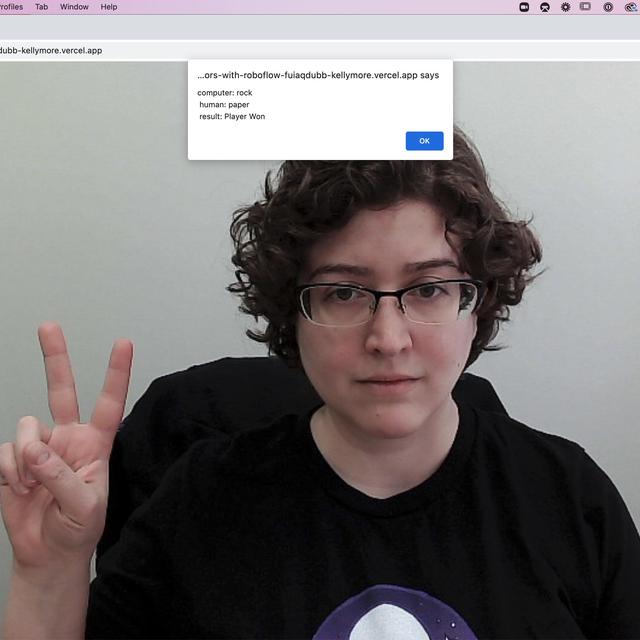 rofiles Tab Window Help
dubb-kellymore.vercel.app
...ors-with-roboflow-fuiaqdubb-kellymore.vercel.app says
computer: rock
human: paper
result: Player Won
OK